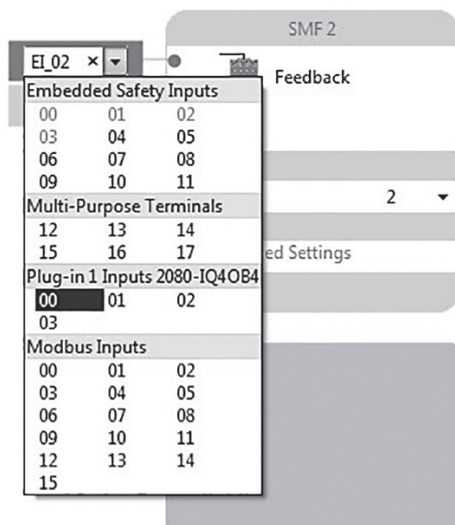 SMF 2
EI_02 ×
Feedback
Embedded Safety Inputs
00 01 02
03 04 05
06 07 08
09 10 11
Multi-Purpose Terminals
12 13 14
15 16 17
2
ed Settings
Plug-in 1 Inputs 2080-IQ4OB4
00 01 02
03
Modbus Inputs
00 01 02
03 04 05
06 07 08
09 10 11
12 13 14
15